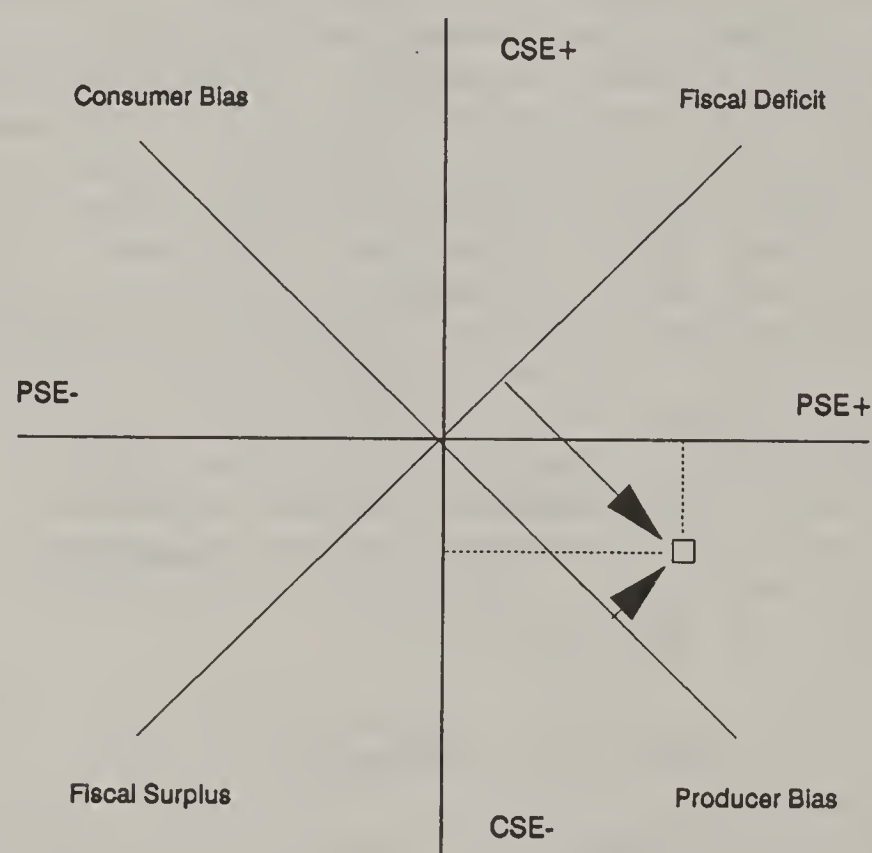 CSE+
Consumer Bias
Fiscal Deficit
PSE-
PSE+
Fiscal Surplus
Producer Bias
CSE-